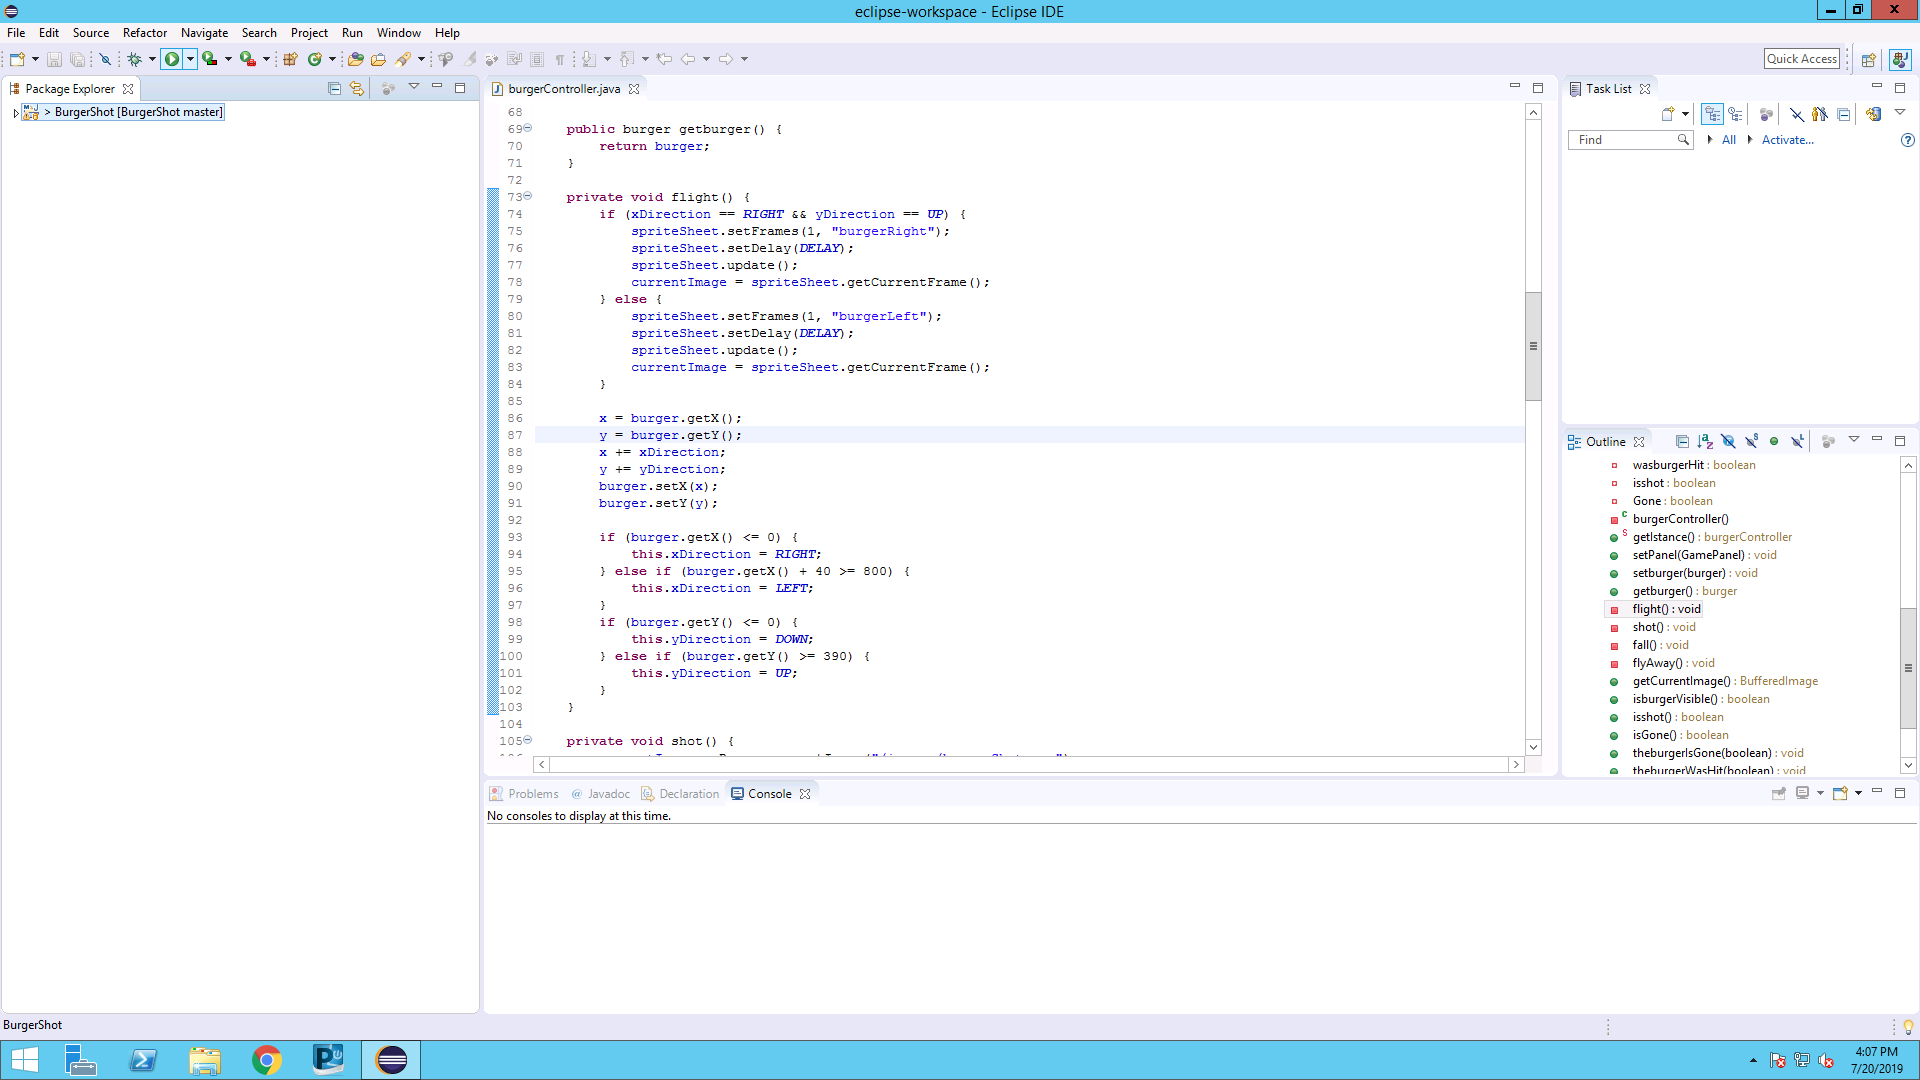 eclipse-workspace - Eclipse IDE
File Edit Source Refactor Navigate Search Project Run Window Help
Quick Access
Package Explorer
> BurgerShot [BurgerShot master]
burgerController.java
68
69 public burger getburger() {
70 return burger;
71 }
72
73 private void flight() {
74 if (xDirection == RIGHT && yDirection == UP) {
75 spriteSheet.setFrames(1, "burgerRight");
76 spriteSheet.setDelay(DELAY);
77 spriteSheet.update();
78 currentImage = spriteSheet.getCurrentFrame();
79 } else {
80 spriteSheet.setFrames(1, "burgerLeft");
81 spriteSheet.setDelay(DELAY);
82 spriteSheet.update();
83 currentImage = spriteSheet.getCurrentFrame();
84 }
85
86 x = burger.getX();
87 y = burger.getY();
88 x += xDirection;
89 y += yDirection;
90 burger.setX(x);
91 burger.setY(y);
92
93 if (burger.getX() <= 0) {
94 this.xDirection = RIGHT;
95 } else if (burger.getX() + 40 >= 800) {
96 this.xDirection = LEFT;
97 }
98 if (burger.getY() <= 0) {
99 this.yDirection = DOWN;
100 } else if (burger.getY() >= 390) {
101 this.yDirection = UP;
102 }
103 }
104
105 private void shot() {
Task List
Find
All
Activate...
Outline
wasburgerHit : boolean
isshot : boolean
Gone : boolean
burgerController()
getIstance() : burgerController
setPanel(GamePanel) : void
setburger(burger) : void
getburger() : burger
flight() : void
shot() : void
fall() : void
flyAway() : void
getCurrentImage() : BufferedImage
isburgerVisible() : boolean
isshot() : boolean
isGone() : boolean
theburgerIsGone(boolean) : void
theburgerWasHit(boolean) : void
Problems Javadoc Declaration Console
No consoles to display at this time.
BurgerShot
4:07 PM
7/20/2019